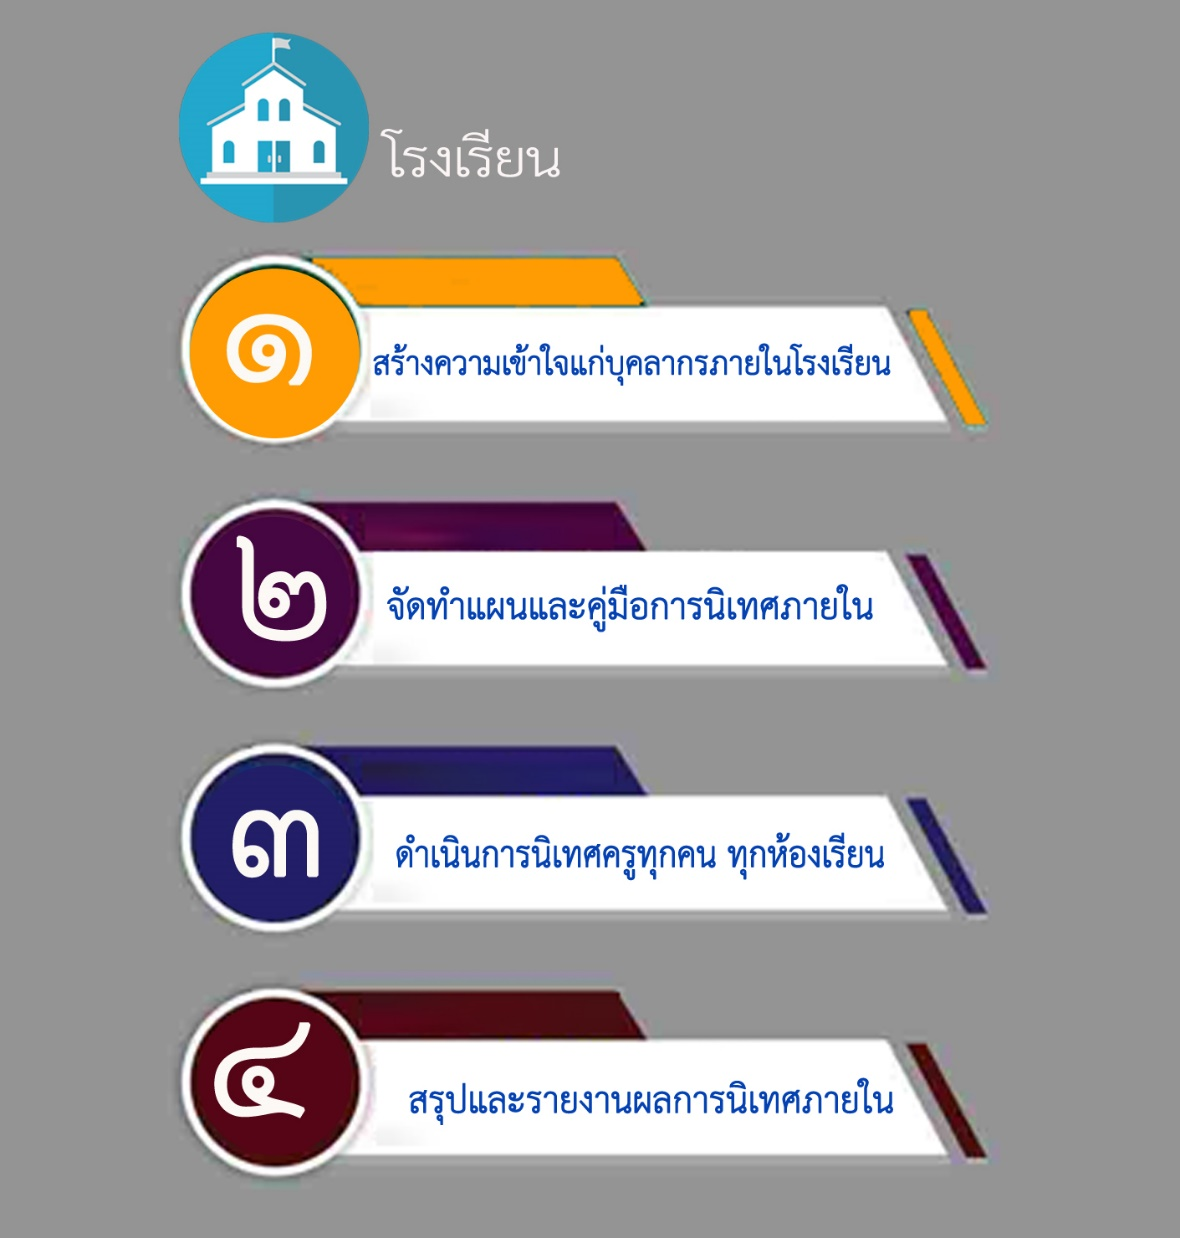 โรงเรียน
๑
สร้างความเข้าใจแก่บุคลากรภายในโรงเรียน
๒
จัดทำแผนและคู่มือการนิเทศภายใน
๓
ดำเนินการนิเทศครูทุกคน ทุกห้องเรียน
๔
สรุปและรายงานผลการนิเทศภายใน